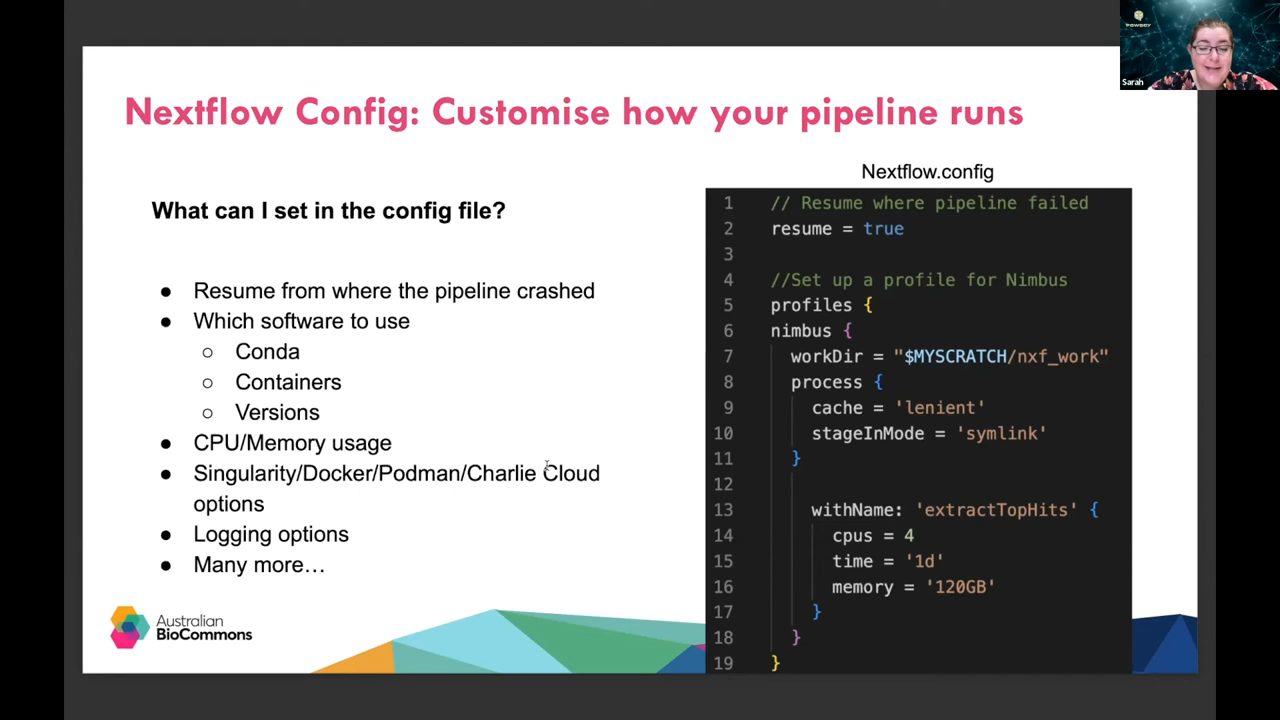 PAWSEY
Sarah
Nextflow Config: Customise how your pipeline runs
What can I set in the config file?
● Resume from where the pipeline crashed
● Which software to use
○ Conda
○ Containers
○ Versions
● CPU/Memory usage
● Singularity/Docker/Podman/Charlie Cloud
options
● Logging options
● Many more…
Nextflow.config
1 // Resume where pipeline failed
2 resume = true
3
4 //Set up a profile for Nimbus
5 profiles {
6 nimbus {
7 workDir = "$MYSCRATCH/nxf_work"
8 process {
9 cache = 'lenient'
10 stageInMode = 'symlink'
11 }
12
13 withName: 'extractTopHits' {
14 cpus = 4
15 time = '1d'
16 memory = '120GB'
17 }
18 }
19 }
Australian
BioCommons